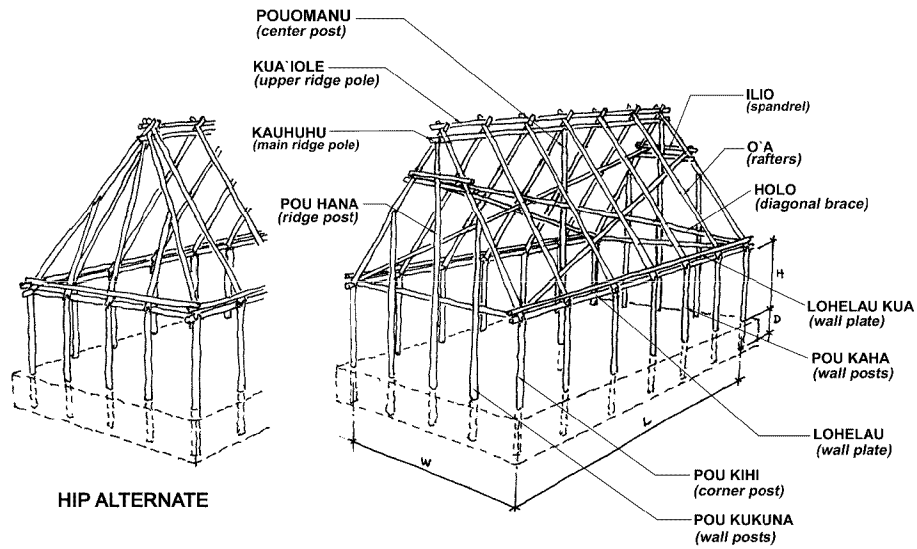 POUOMANU
(center post)
KUA`IOLE
(upper ridge pole)
KAUHUHU
(main ridge pole)
POU HANA
(ridge post)
ILIO
(spandrel)
O`A
(rafters)
HOLO
(diagonal brace)
H
D
LOHELAU KUA
(wall plate)
POU KAHA
(wall posts)
LOHELAU
(wall plate)
L
W
POU KIHI
(corner post)
POU KUKUNA
(wall posts)
HIP ALTERNATE